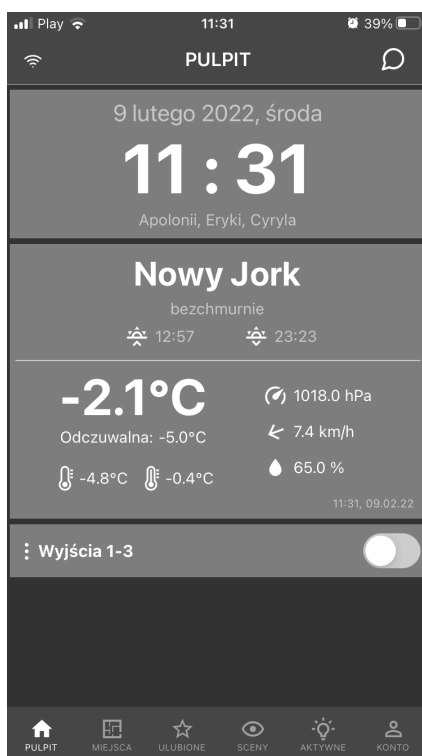 Play 11:31 39%
PULPIT
9 lutego 2022, środa
11 : 31
Apolonii, Eryki, Cyryla
Nowy Jork
bezchmurnie
12:57 23:23
-2.1°C
Odczuwalna: -5.0°C
-4.8°C -0.4°C
1018.0 hPa
7.4 km/h
65.0 %
11:31, 09.02.22
Wyjścia 1-3
PULPIT MIEJSCA ULUBIONE SCENY AKTYWNE KONTO